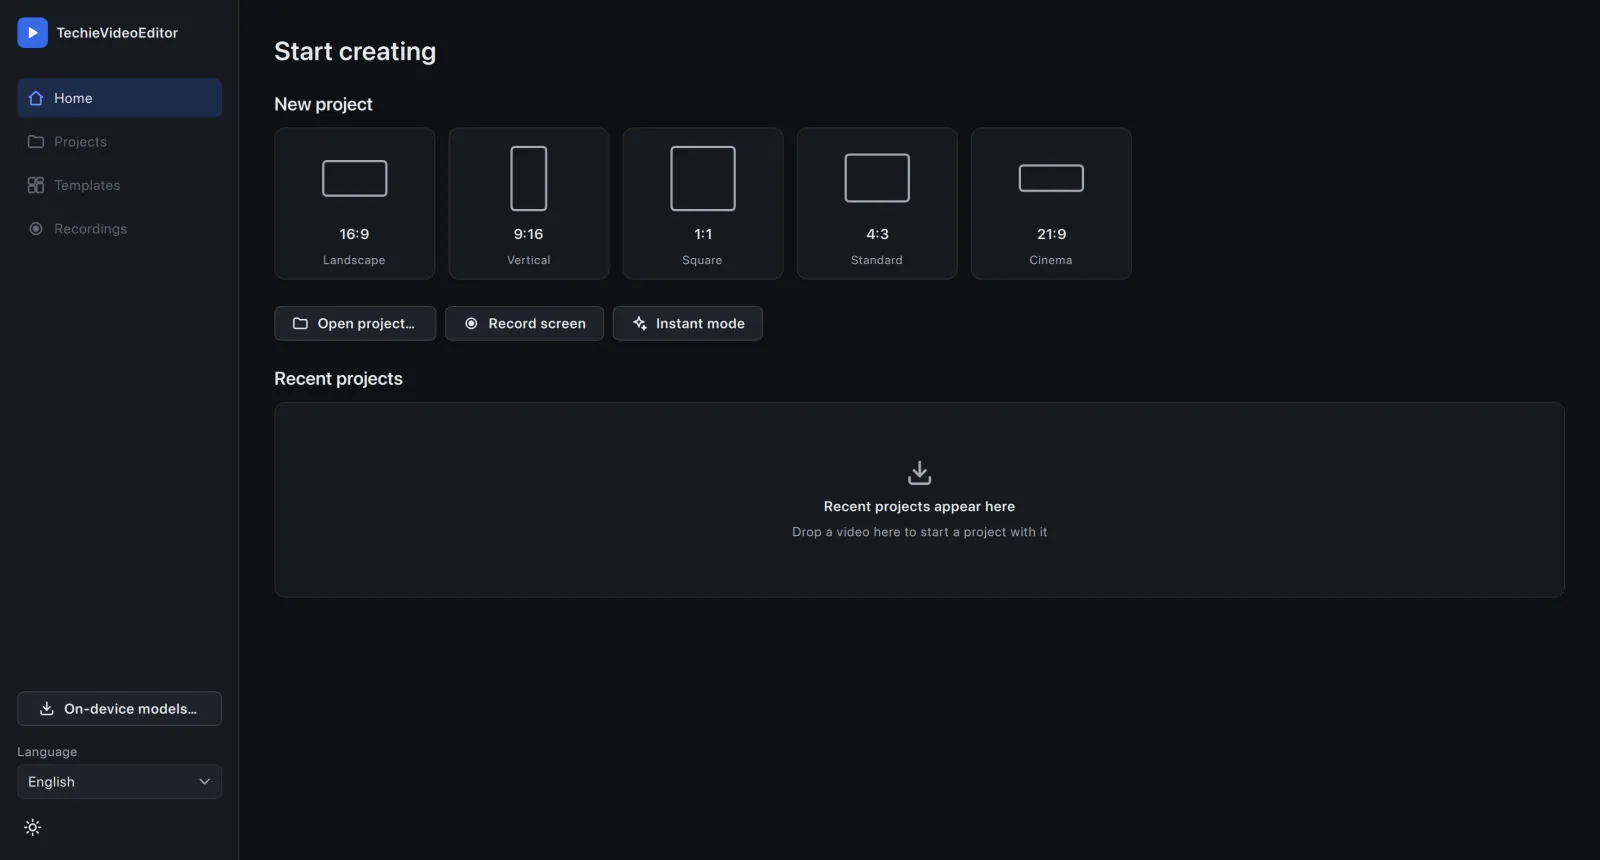 TechieVideoEditor
Home
Projects
Templates
Recordings
On-device models…
Language
English
Start creating
New project
16:9
Landscape
9:16
Vertical
1:1
Square
4:3
Standard
21:9
Cinema
Open project…
Record screen
Instant mode
Recent projects
Recent projects appear here
Drop a video here to start a project with it